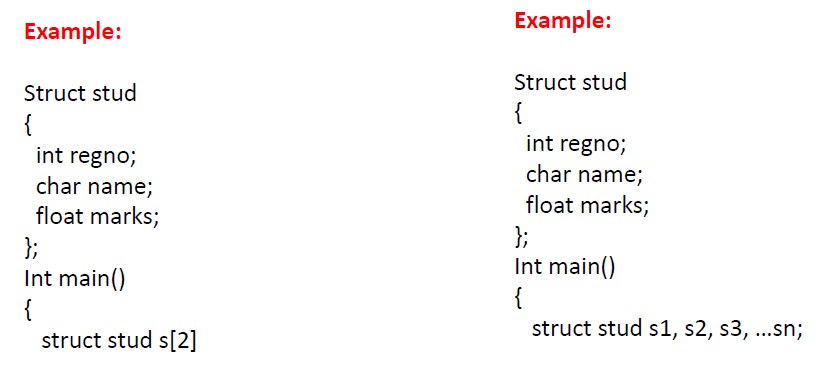 Example:
Struct stud
{
int regno;
char name;
float marks;
};
Int main()
{
struct stud s[2]
Example:
Struct stud
{
int regno;
char name;
float marks;
};
Int main()
{
struct stud s1, s2, s3, ...sn;